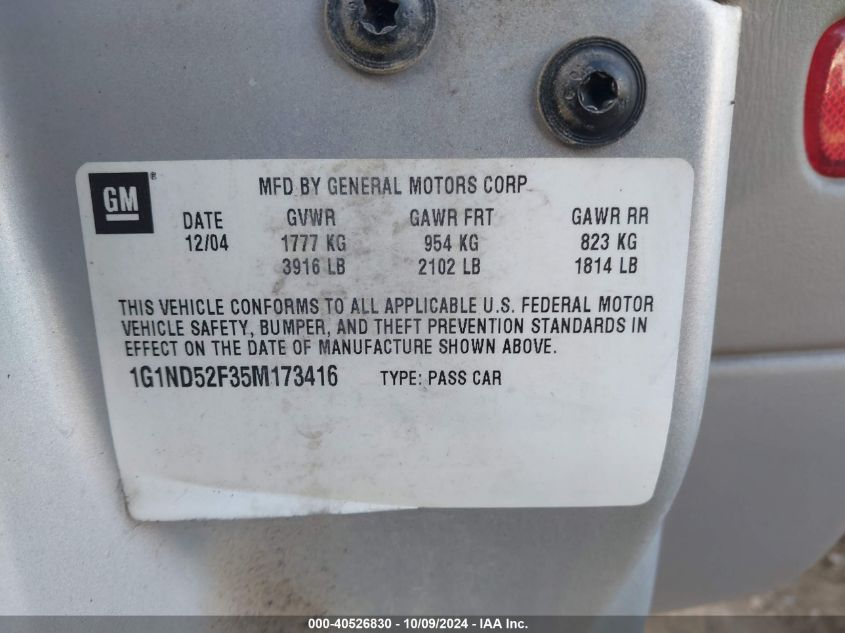 GM ®
MFD BY GENERAL MOTORS CORP
DATE GVWR GAWR FRT GAWR RR
12/04 1777 KG 954 KG 823 KG
3916 LB 2102 LB 1814 LB
THIS VEHICLE CONFORMS TO ALL APPLICABLE U.S. FEDERAL MOTOR
VEHICLE SAFETY, BUMPER, AND THEFT PREVENTION STANDARDS IN
EFFECT ON THE DATE OF MANUFACTURE SHOWN ABOVE.
1G1ND52F35M173416 TYPE: PASS CAR
000-40526830 - 10/09/2024 - IAA Inc.